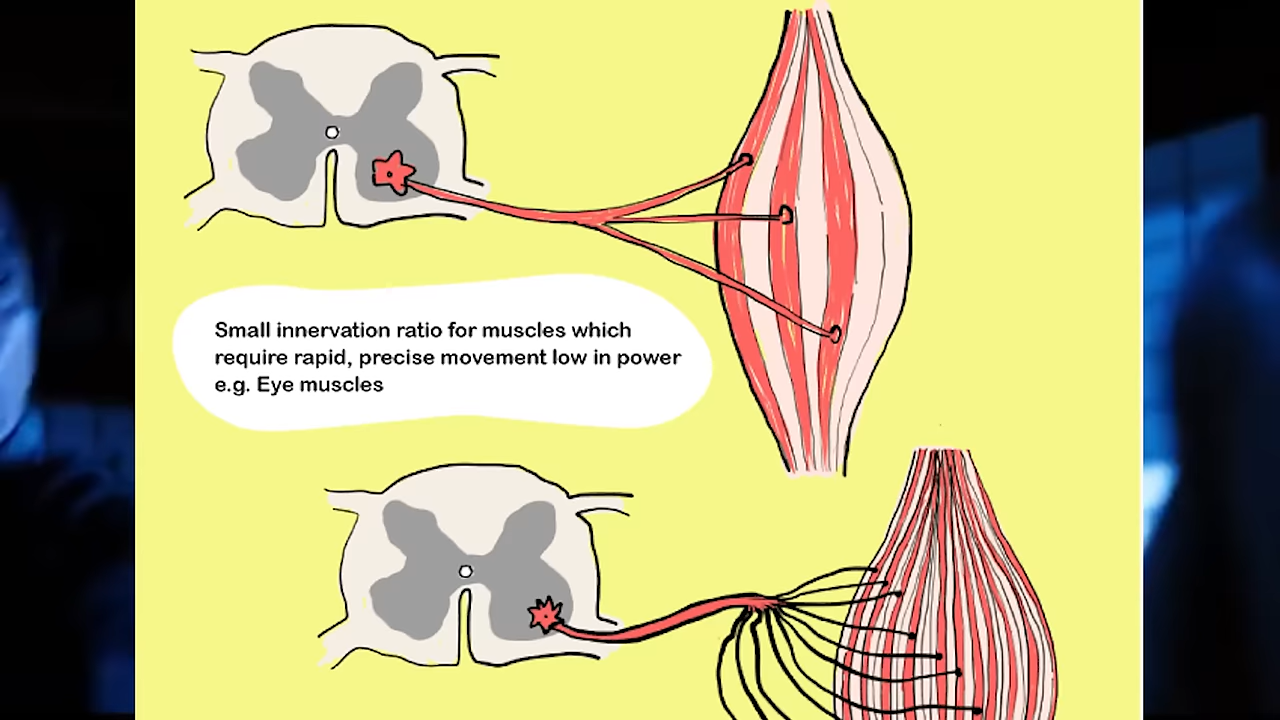 Small innervation ratio for muscles which
require rapid, precise movement low in power
e.g. Eye muscles